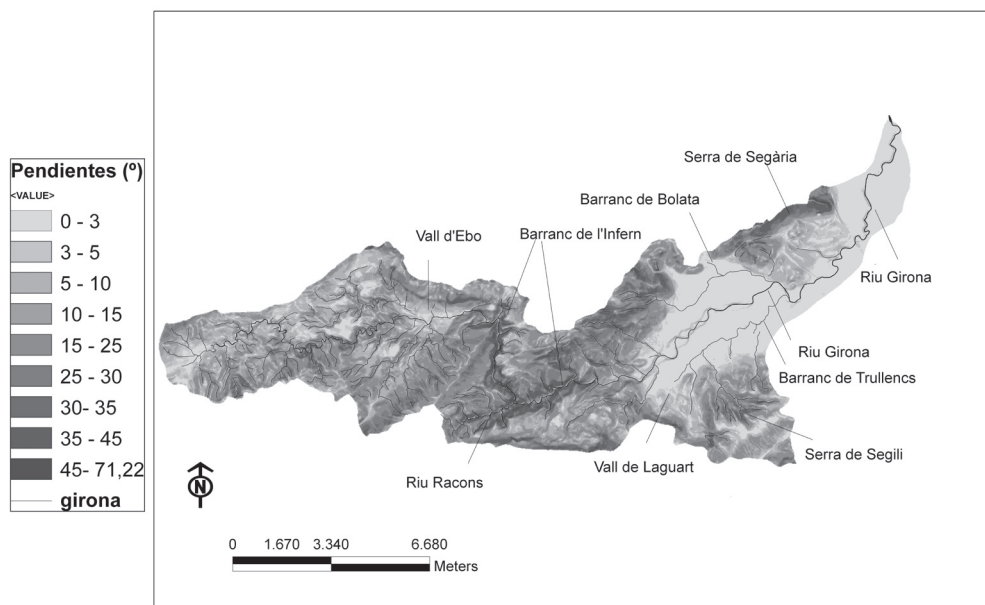 Pendientes (º)
<VALUE>
0 - 3
3 - 5
5 - 10
10 - 15
15 - 25
25 - 30
30- 35
35 - 45
45- 71,22
girona
Serra de Segària
Barranc de Bolata
Vall d'Ebo
Barranc de l'Infern
Riu Girona
Riu Girona
Barranc de Trullencs
Serra de Segili
Vall de Laguart
Riu Racons
N
0 1.670 3.340 6.680
Meters